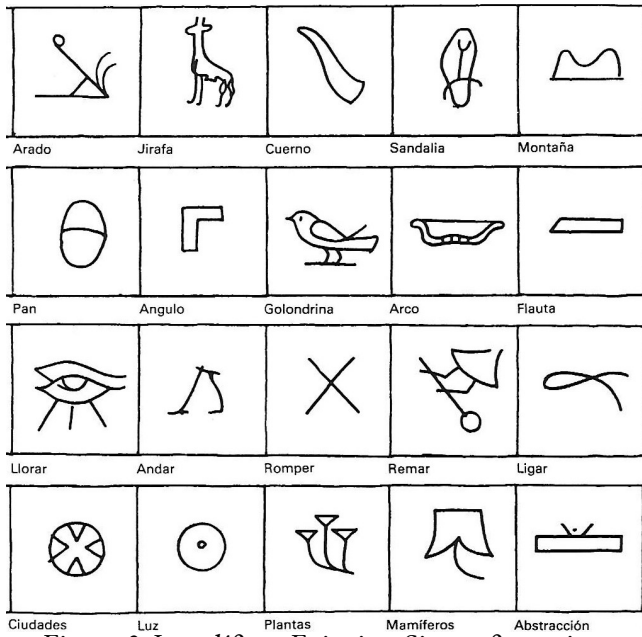 Arado Jirafa Cuerno Sandalia Montaña
Pan Angulo Golondrina Arco Flauta
Llorar Andar Romper Remar Ligar
Ciudades Luz Plantas Mamíferos Abstracción